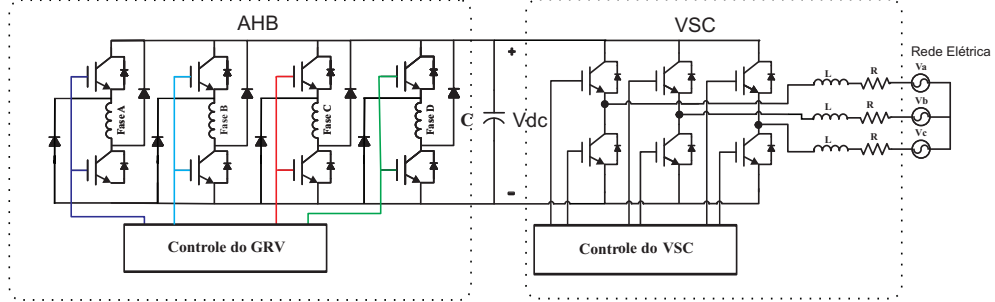 AHB
VSC
Rede Elétrica
Fase A
Fase B
Fase C
Fase D
C
+
Vdc
-
L
R
Va
L
R
Vb
L
R
Vc
Controle do GRV
Controle do VSC